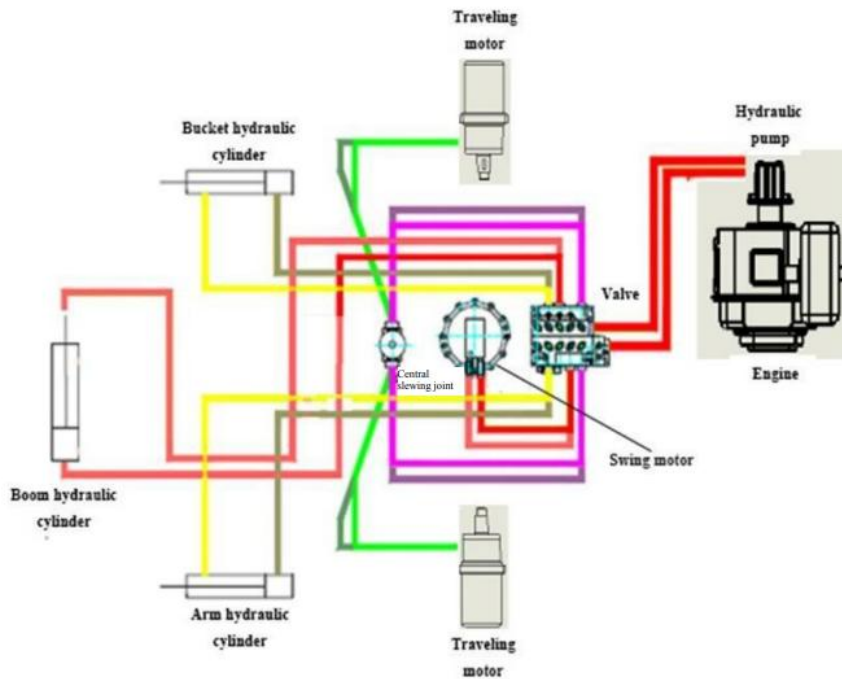 Traveling
motor
Hydraulic
pump
Bucket hydraulic
cylinder
Valve
Central
slewing joint
Engine
Swing motor
Boom hydraulic
cylinder
Arm hydraulic
cylinder
Traveling
motor